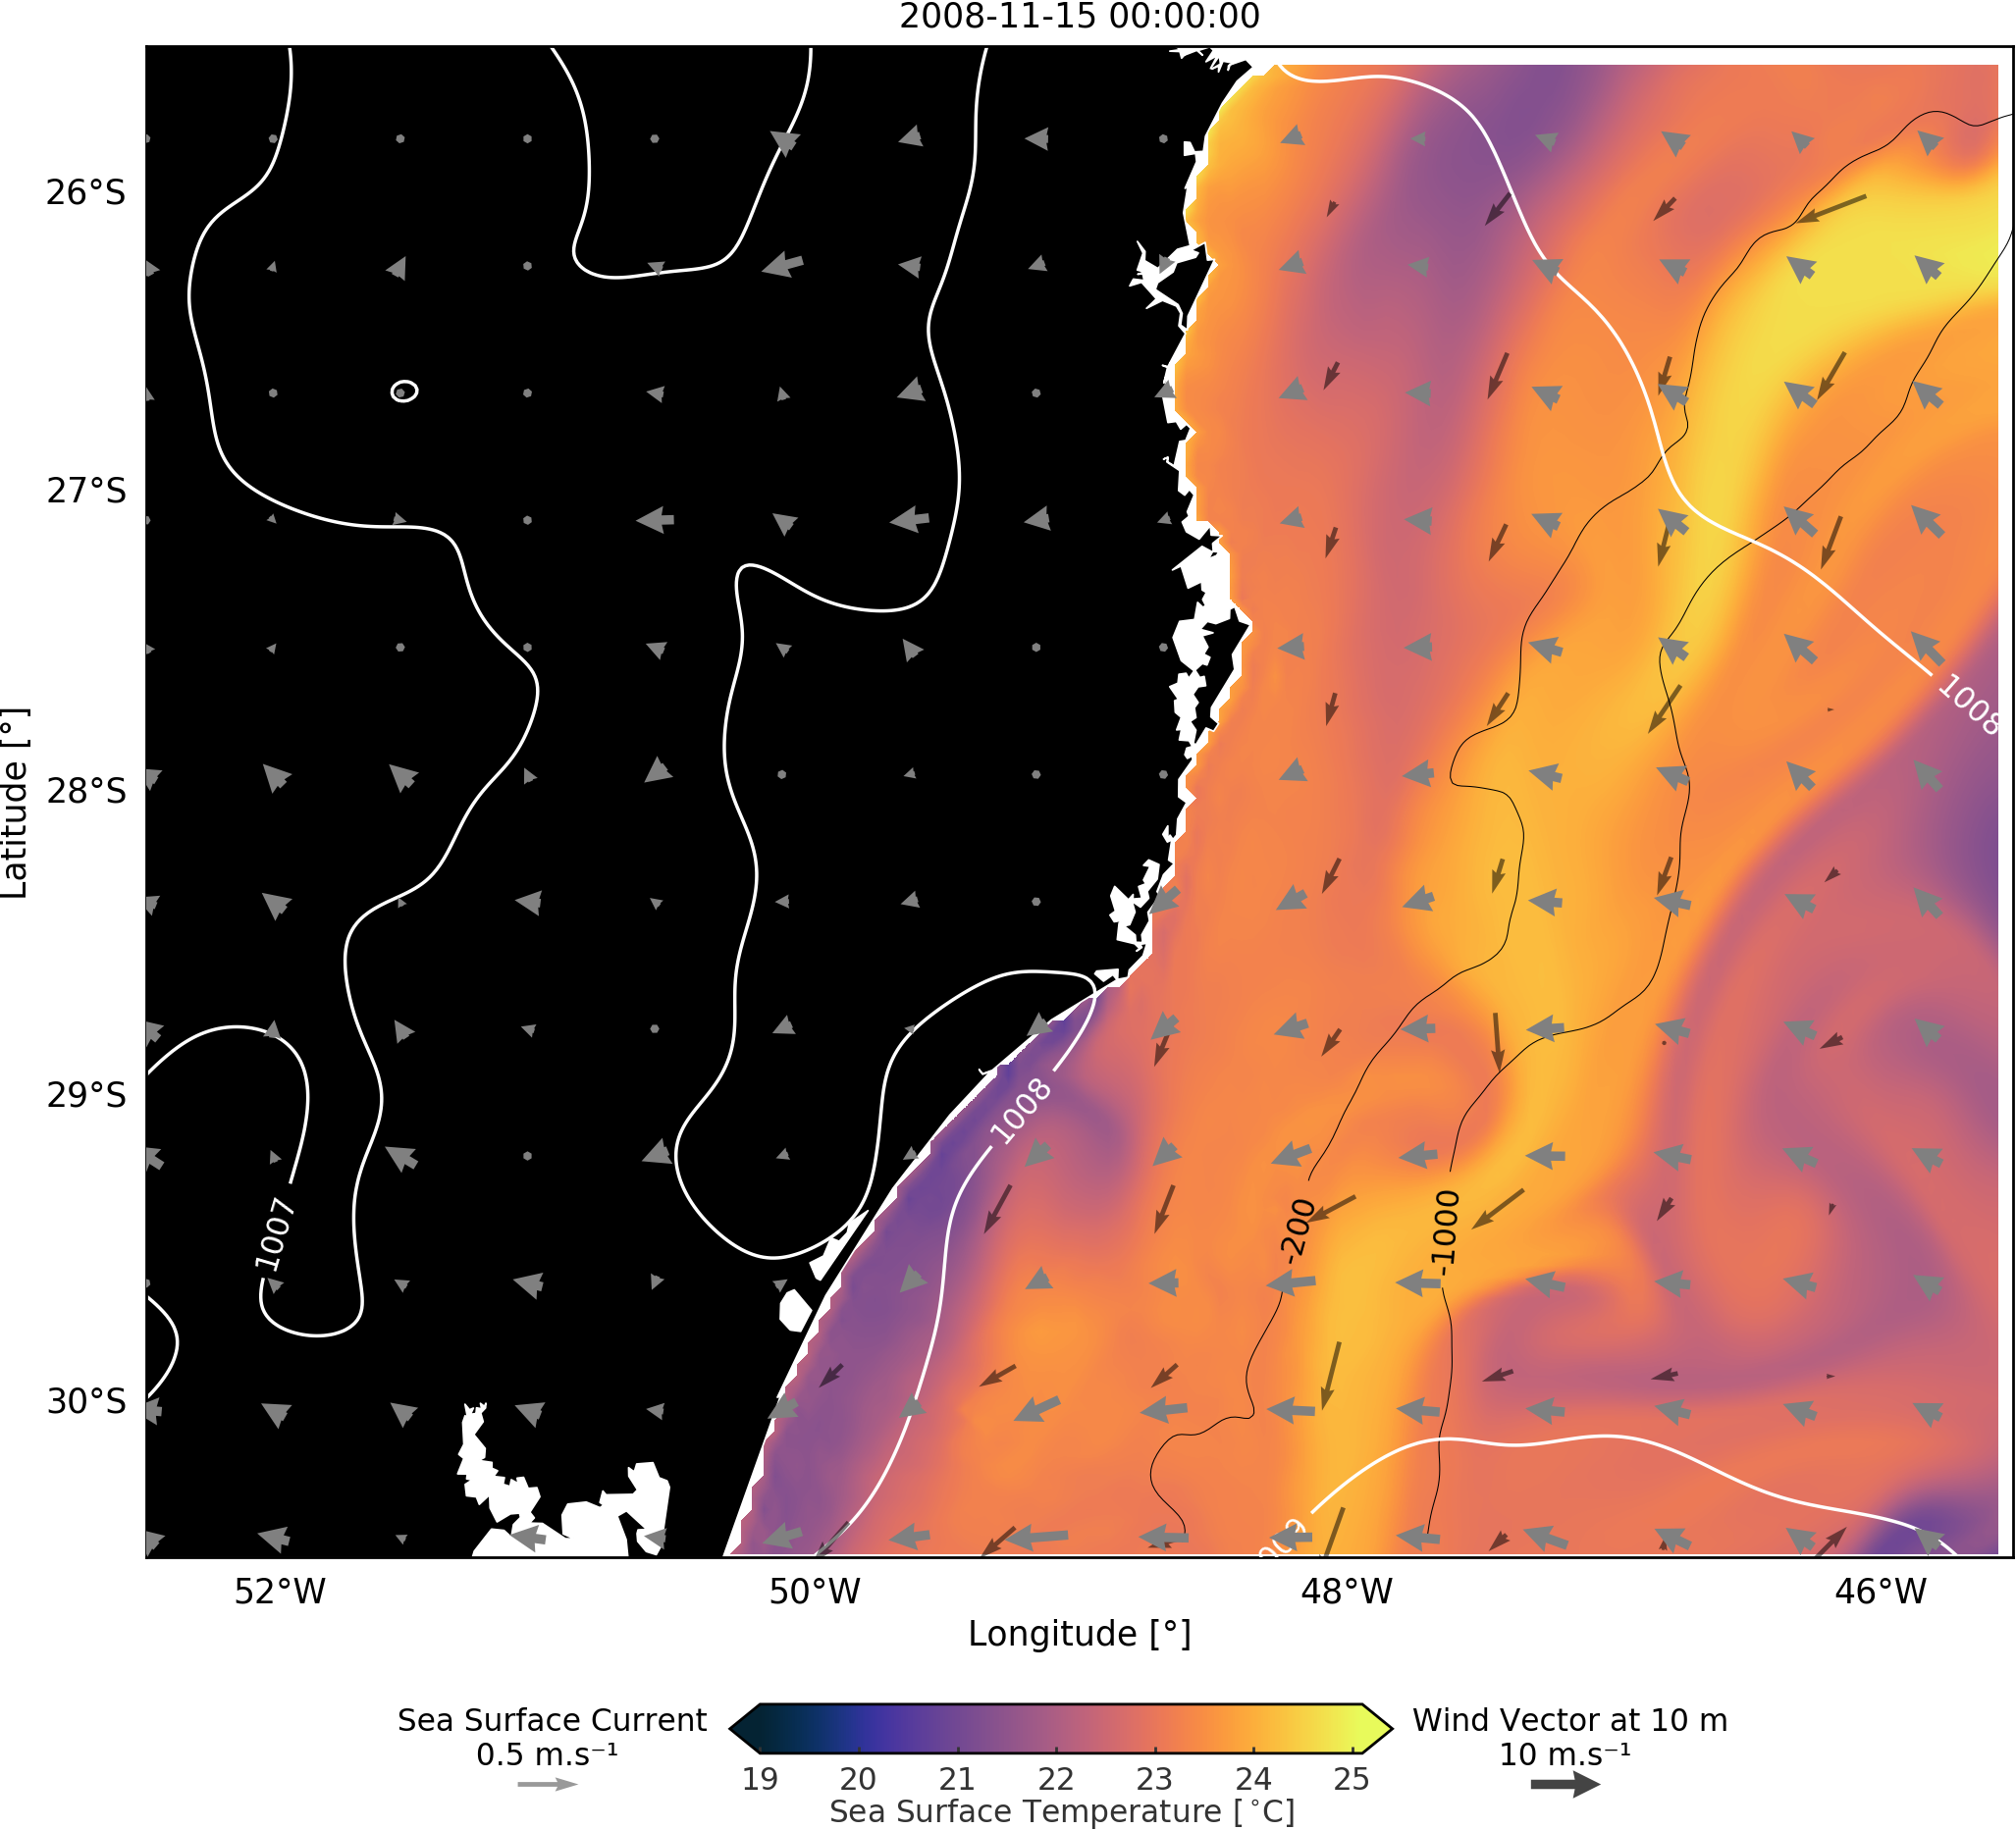 2008-11-15 00:00:00
26°S
27°S
28°S
29°S
30°S
Latitude [°]
1008
1008
1007
-200
-1000
52°W
50°W
48°W
46°W
Longitude [°]
Sea Surface Current
0.5 m.s⁻¹
19
20
21
22
23
24
25
Sea Surface Temperature [°C]
Wind Vector at 10 m
10 m.s⁻¹